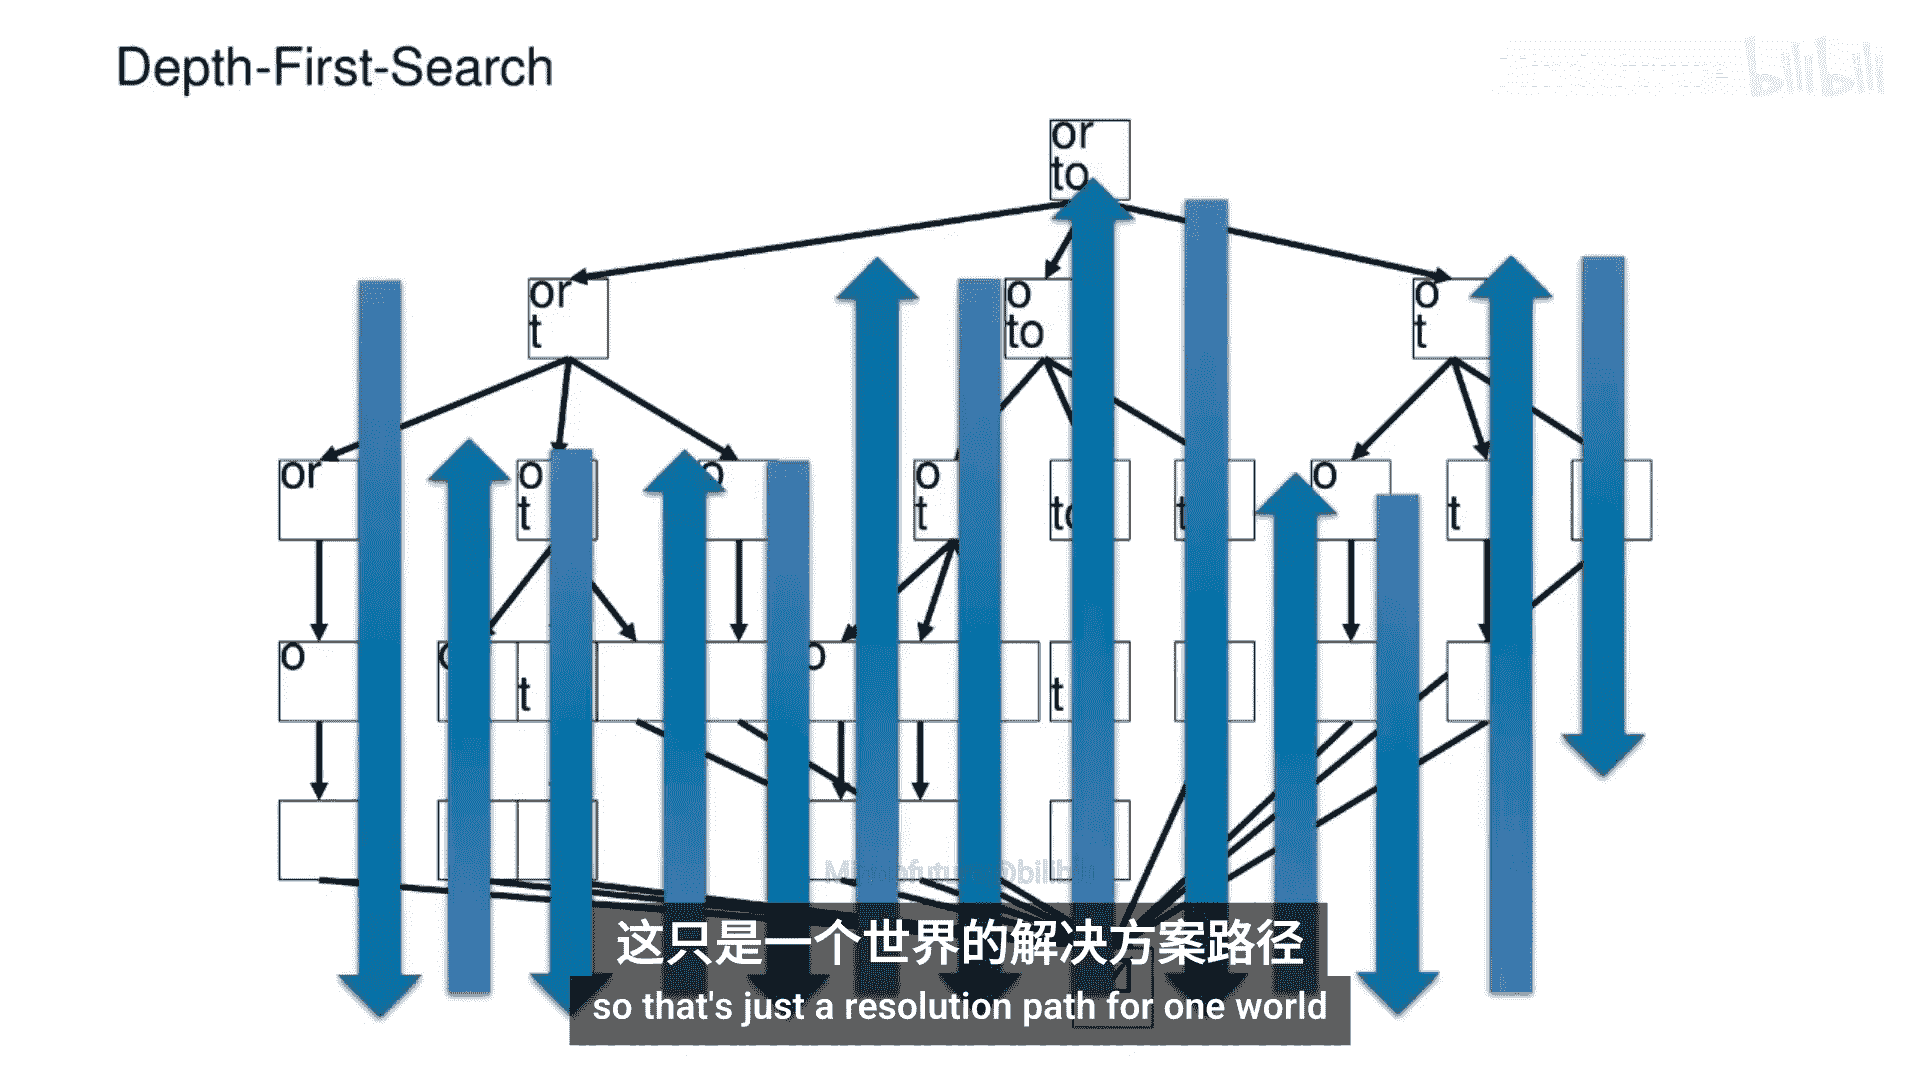 Depth-First-Search
bilibili
or
to
or
t
o
to
o
t
or
o
t
o
o
t
to
t
o
t
o
t
o
t
这只是一个世界的解决方案路径
so that's just a resolution path for one world